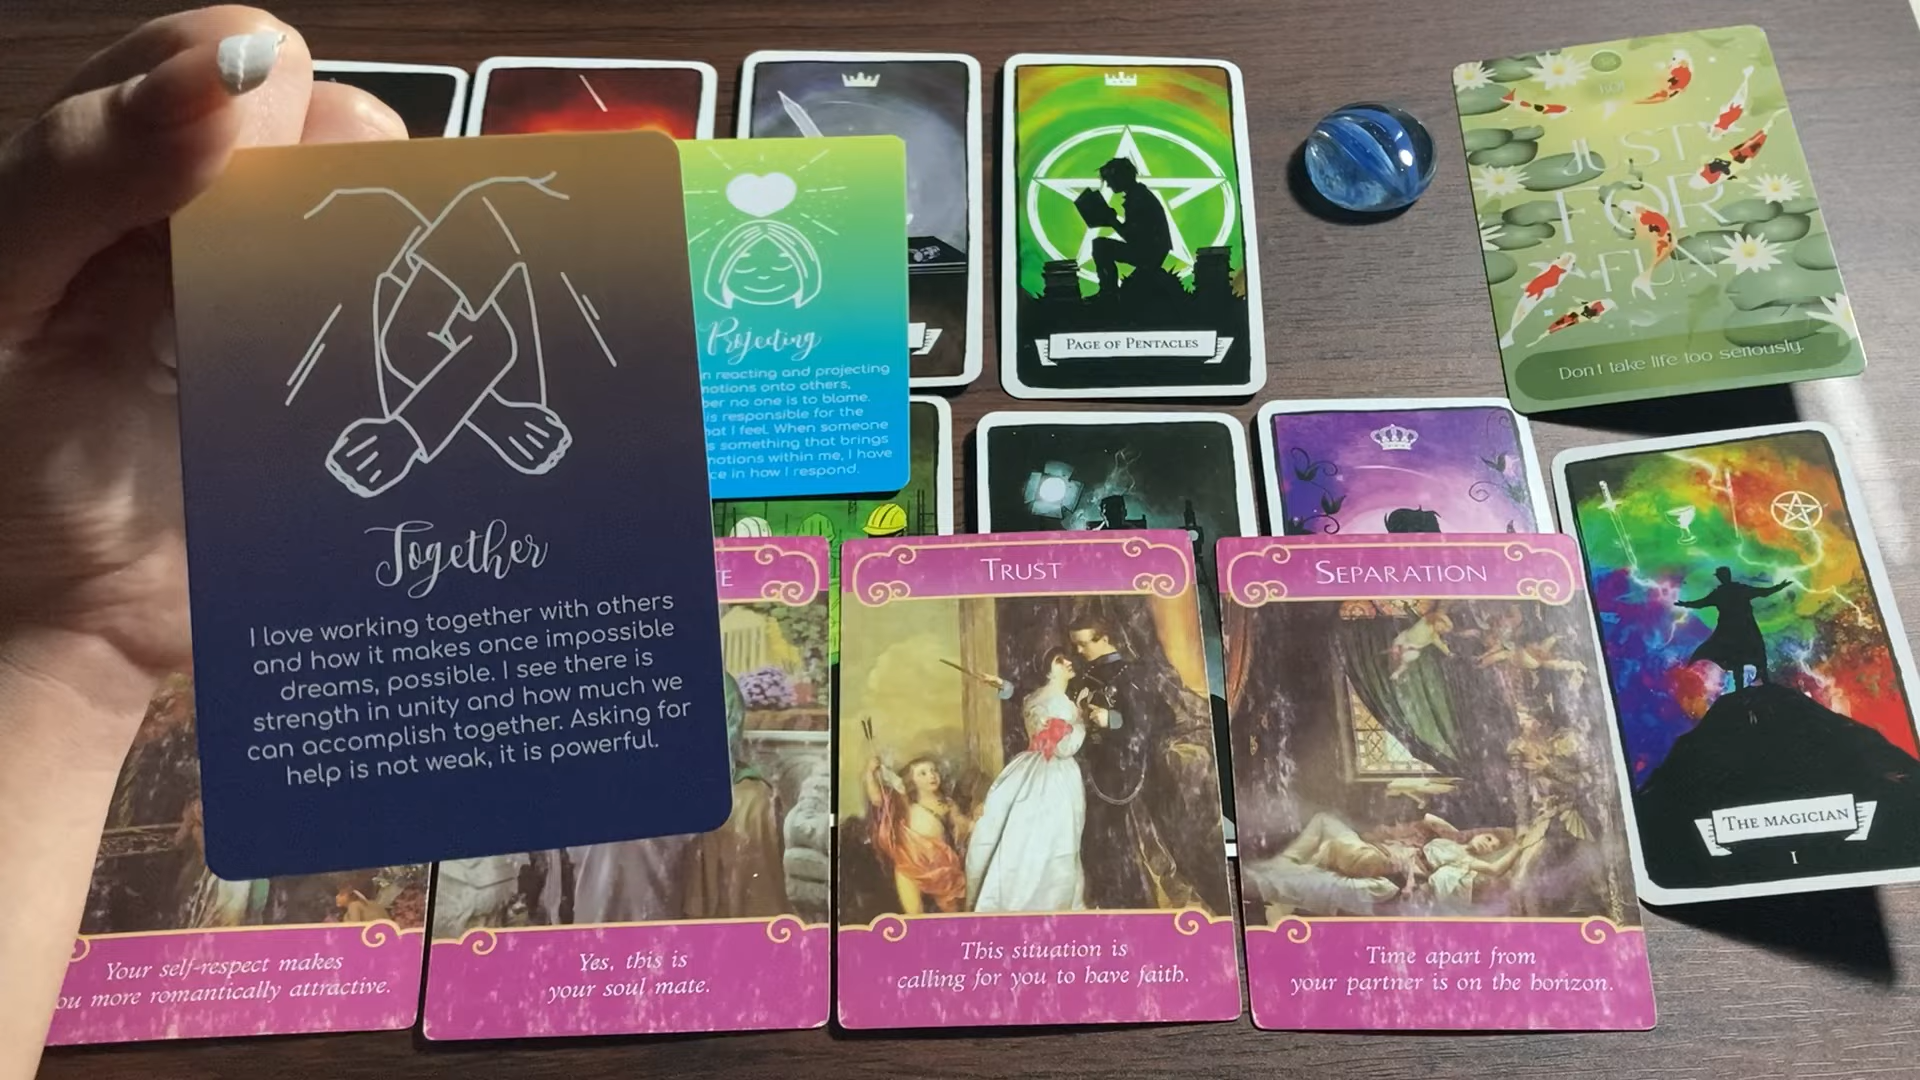 Together
I love working together with others
and how it makes once impossible
dreams, possible. I see there is
strength in unity and how much we
can accomplish together. Asking for
help is not weak, it is powerful.
Projecting
reacting and projecting
onto others,
no one is to blame.
is responsible for the
I feel. When someone
something that brings
within me, I have
in how I respond.
PAGE OF PENTACLES
KOI
JUST
FOR
FUN
Don't take life too seriously.
THE MAGICIAN
I
Your self-respect makes
more romantically attractive.
Yes, this is
your soul mate.
TRUST
This situation is
calling for you to have faith.
SEPARATION
Time apart from
your partner is on the horizon.